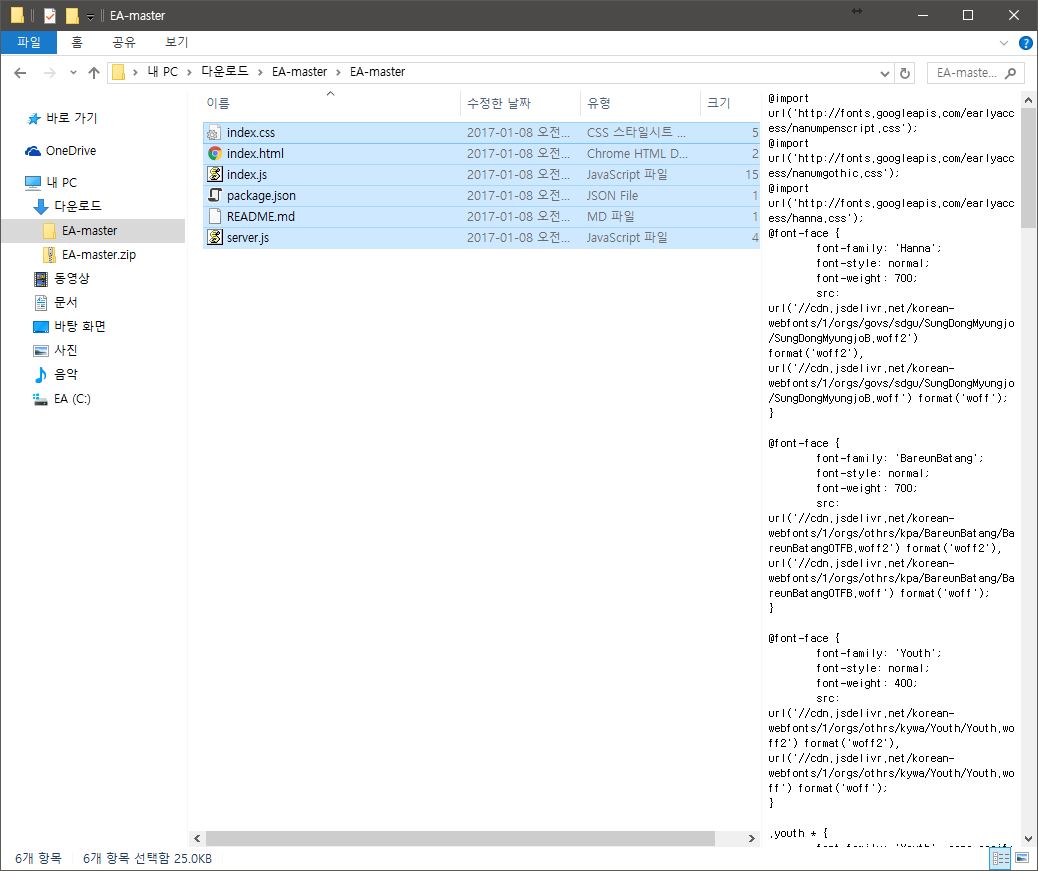 EA-master
파일 홈 공유 보기
내 PC 다운로드 EA-master EA-master
EA-maste...
바로 가기
OneDrive
내 PC
다운로드
EA-master
EA-master.zip
동영상
문서
바탕 화면
사진
음악
EA (C:)
이름 수정한 날짜 유형 크기
index.css 2017-01-08 오전... CSS 스타일시트 ... 5
index.html 2017-01-08 오전... Chrome HTML D... 2
index.js 2017-01-08 오전... JavaScript 파일 15
package.json 2017-01-08 오전... JSON File 1
README.md 2017-01-08 오전... MD 파일 1
server.js 2017-01-08 오전... JavaScript 파일 4
@import
url('http://fonts.googleapis.com/earlyacc
ess/nanumpenscript.css');
@import
url('http://fonts.googleapis.com/earlyacc
ess/nanumgothic.css');
@import
url('http://fonts.googleapis.com/earlyacc
ess/hanna.css');
@font-face {
font-family: 'Hanna';
font-style: normal;
font-weight: 700;
src:
url('//cdn.jsdelivr.net/korean-
webfonts/1/orgs/govs/sdgu/SungDongMyungjo
/SungDongMyungjoB.woff2')
format('woff2'),
url('//cdn.jsdelivr.net/korean-
webfonts/1/orgs/govs/sdgu/SungDongMyungjo
/SungDongMyungjoB.woff') format('woff');
}
@font-face {
font-family: 'BareunBatang';
font-style: normal;
font-weight: 700;
src:
url('//cdn.jsdelivr.net/korean-
webfonts/1/orgs/othrs/kpa/BareunBatang/Ba
reunBatangOTFB.woff2') format('woff2'),
url('//cdn.jsdelivr.net/korean-
webfonts/1/orgs/othrs/kpa/BareunBatang/Ba
reunBatangOTFB.woff') format('woff');
}
@font-face {
font-family: 'Youth';
font-style: normal;
font-weight: 400;
src:
url('//cdn.jsdelivr.net/korean-
webfonts/1/orgs/othrs/kywa/Youth/Youth.wo
ff2') format('woff2'),
url('//cdn.jsdelivr.net/korean-
webfonts/1/orgs/othrs/kywa/Youth/Youth.wo
ff') format('woff');
}
.youth * {
6개 항목 6개 항목 선택함 25.0KB